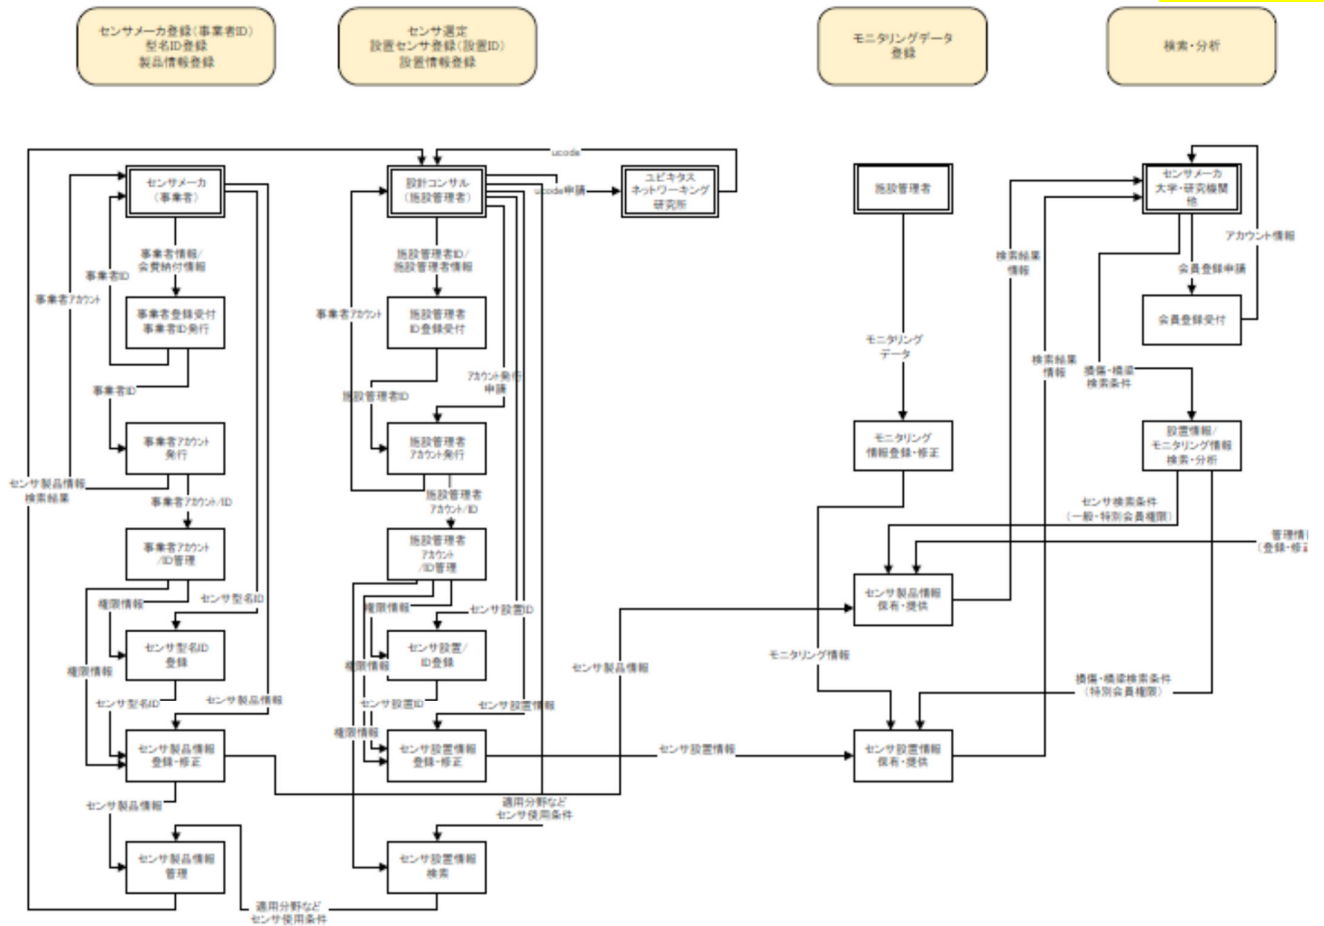 センサメーカ登録（事業者ID）
型名ID登録
製品情報登録
センサ選定
設置センサ登録（設置ID）
設置情報登録
モニタリングデータ
登録
検索・分析
センサメーカ
（事業者）
事業者情報/
会費納付情報
事業者ID
事業者アカウント
事業者登録受付
事業者ID発行
事業者ID
事業者アカウント
発行
センサ製品情報
検索結果
事業者アカウント/ID
事業者アカウント
/ID管理
権限情報
センサ型名ID
センサ型名ID
登録
権限情報
センサ型名ID
センサ製品情報
センサ製品情報
登録・修正
センサ製品情報
センサ製品情報
管理
適用分野など
センサ使用条件
設計コンサル
（施設管理者）
ucode
ucode申請
ユビキタス
ネットワーキング
研究所
施設管理者ID/
施設管理者情報
事業者アカウント
施設管理者
ID登録受付
アカウント発行
申請
施設管理者ID
施設管理者
アカウント発行
施設管理者
アカウント/ID
施設管理者
アカウント
/ID管理
権限情報
センサ設置ID
センサ設置/
ID登録
権限情報
センサ設置ID
センサ設置情報
権限情報
センサ設置情報
登録・修正
適用分野など
センサ使用条件
センサ設置情報
検索
センサ製品情報
センサ設置情報
施設管理者
モニタリング
データ
モニタリング
情報登録・修正
センサ製品情報
保有・提供
モニタリング情報
センサ設置情報
保有・提供
センサメーカ
大学・研究機関
他
アカウント情報
検索結果
情報
会員登録申請
会員登録受付
検索結果
情報
損傷・橋梁
検索条件
設置情報/
モニタリング情報
検索・分析
センサ検索条件
（一般・特別会員権限）
管理情
（登録・修正
損傷・橋梁検索条件
（特別会員権限）